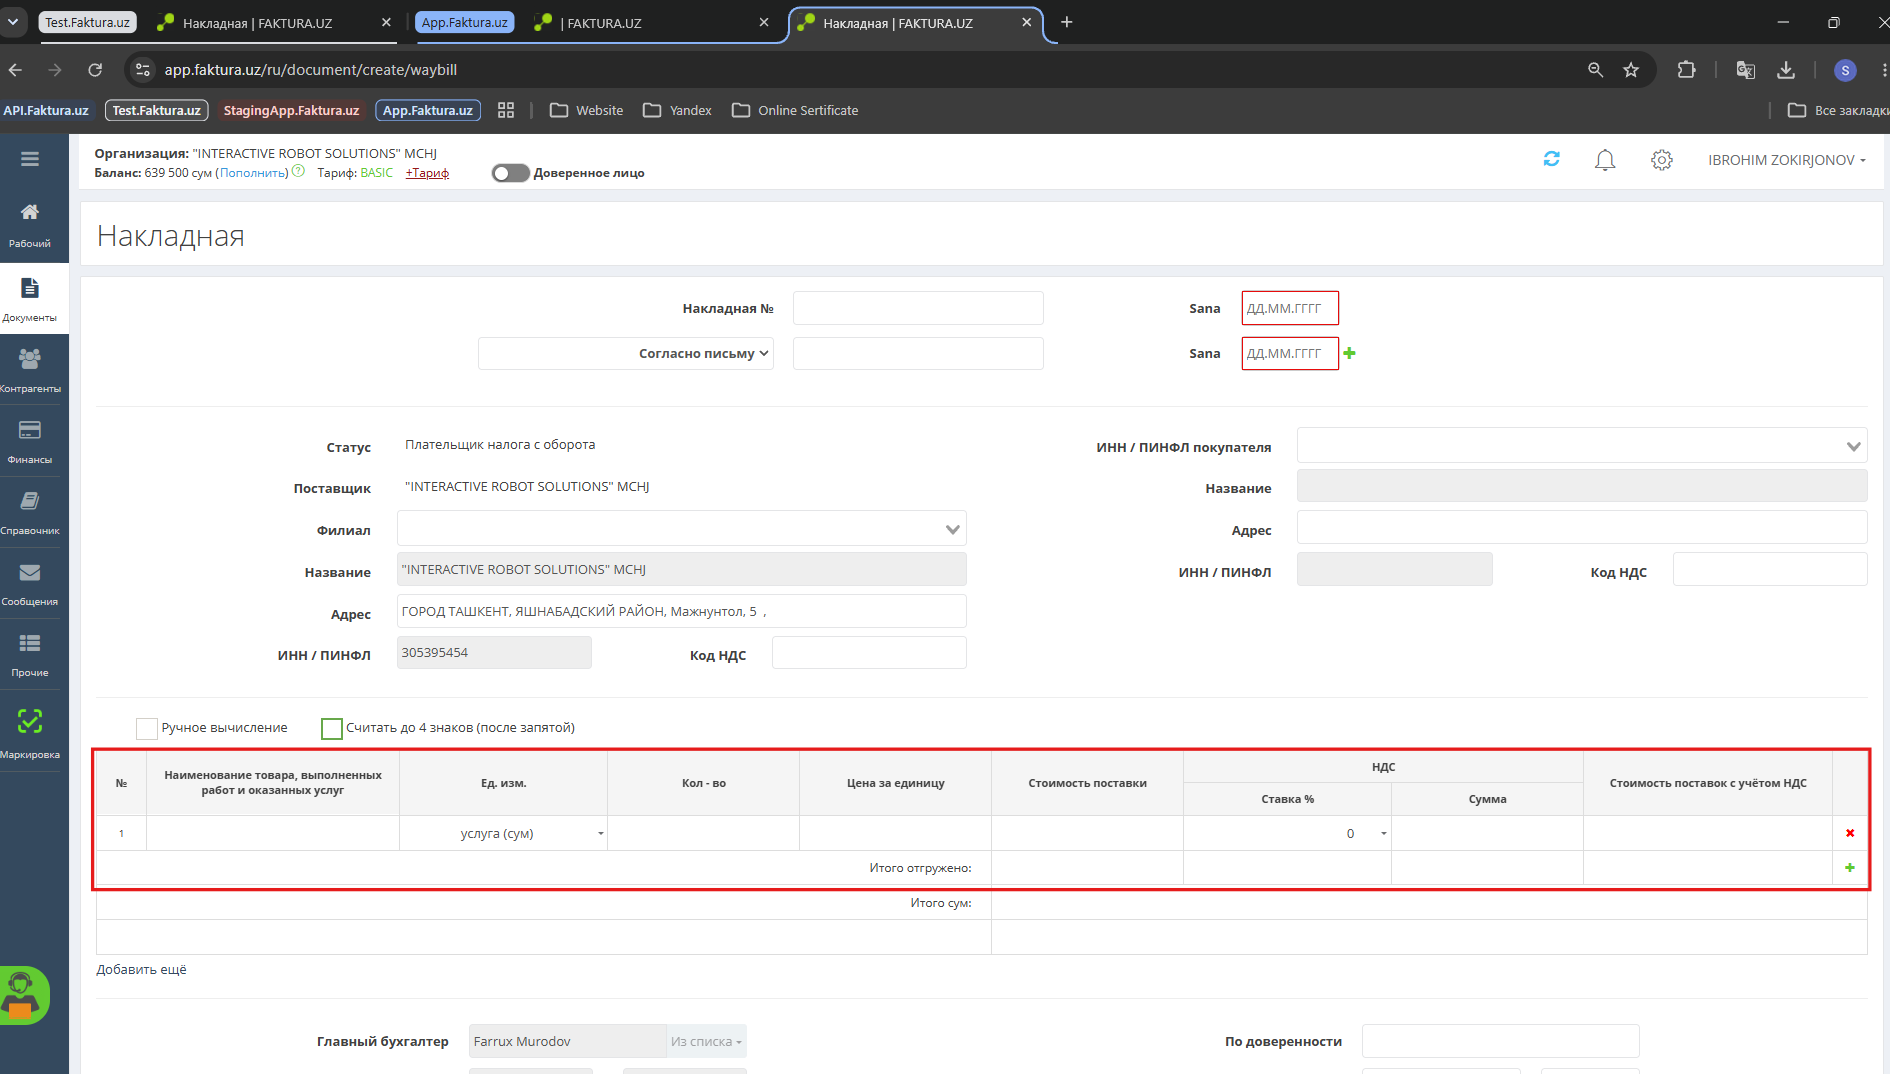 Test.Faktura.uz
Накладная | FAKTURA.UZ
App.Faktura.uz
| FAKTURA.UZ
Накладная | FAKTURA.UZ
app.faktura.uz/ru/document/create/waybill
S
API.Faktura.uz
Test.Faktura.uz
StagingApp.Faktura.uz
App.Faktura.uz
Website
Yandex
Online Sertificate
Все закладки
Организация: "INTERACTIVE ROBOT SOLUTIONS" MCHJ
Баланс: 639 500 сум (Пополнить) ? Тариф: BASIC +Тариф
Доверенное лицо
IBROHIM ZOKIRJONOV
Рабочий
Документы
Контрагенты
Финансы
Справочник
Сообщения
Прочие
Маркировка
Накладная
Накладная №
Sana ДД.ММ.ГГГГ
Согласно письму
Sana ДД.ММ.ГГГГ
Статус Плательщик налога с оборота
Поставщик "INTERACTIVE ROBOT SOLUTIONS" MCHJ
Филиал
Название "INTERACTIVE ROBOT SOLUTIONS" MCHJ
Адрес ГОРОД ТАШКЕНТ, ЯШНАБАДСКИЙ РАЙОН, Мажнунтол, 5 ,
ИНН / ПИНФЛ 305395454 Код НДС
ИНН / ПИНФЛ покупателя
Название
Адрес
ИНН / ПИНФЛ Код НДС
Ручное вычисление
Считать до 4 знаков (после запятой)
№
Наименование товара, выполненных
работ и оказанных услуг
Ед. изм.
Кол - во
Цена за единицу
Стоимость поставки
НДС
Ставка %
Сумма
Стоимость поставок с учётом НДС
1 услуга (сум) 0
Итого отгружено:
Итого сум:
Добавить ещё
Главный бухгалтер Farrux Murodov Из списка
По доверенности